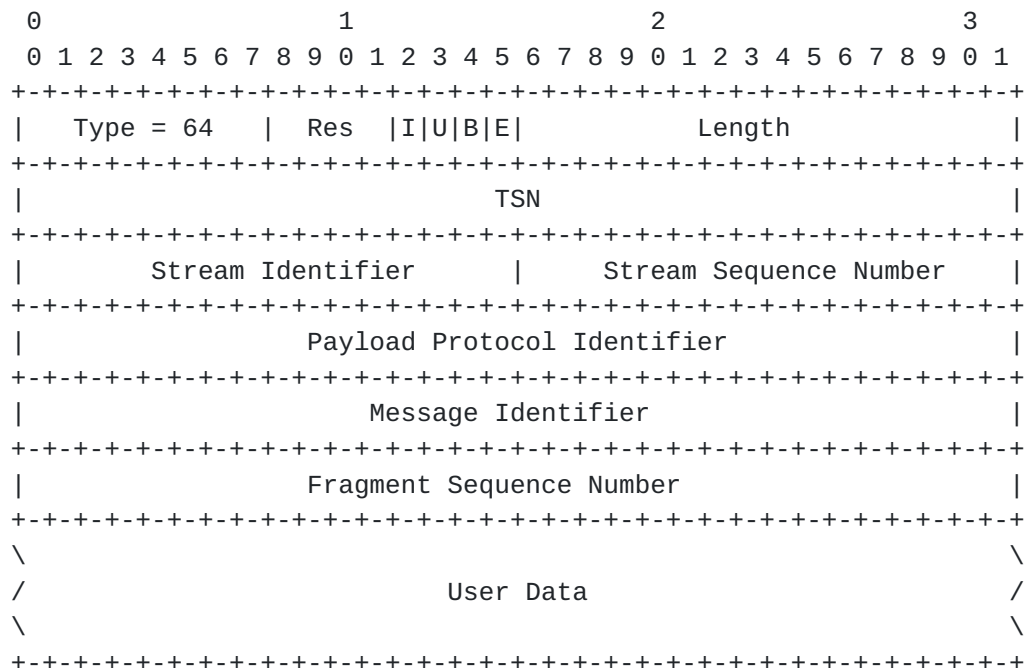 0                   1                   2                   3
 0 1 2 3 4 5 6 7 8 9 0 1 2 3 4 5 6 7 8 9 0 1 2 3 4 5 6 7 8 9 0 1
+-+-+-+-+-+-+-+-+-+-+-+-+-+-+-+-+-+-+-+-+-+-+-+-+-+-+-+-+-+-+-+-+
|   Type = 64   |  Res  |I|U|B|E|           Length              |
+-+-+-+-+-+-+-+-+-+-+-+-+-+-+-+-+-+-+-+-+-+-+-+-+-+-+-+-+-+-+-+-+
|                              TSN                              |
+-+-+-+-+-+-+-+-+-+-+-+-+-+-+-+-+-+-+-+-+-+-+-+-+-+-+-+-+-+-+-+-+
|        Stream Identifier      |     Stream Sequence Number    |
+-+-+-+-+-+-+-+-+-+-+-+-+-+-+-+-+-+-+-+-+-+-+-+-+-+-+-+-+-+-+-+-+
|                  Payload Protocol Identifier                  |
+-+-+-+-+-+-+-+-+-+-+-+-+-+-+-+-+-+-+-+-+-+-+-+-+-+-+-+-+-+-+-+-+
|                      Message Identifier                       |
+-+-+-+-+-+-+-+-+-+-+-+-+-+-+-+-+-+-+-+-+-+-+-+-+-+-+-+-+-+-+-+-+
|                  Fragment Sequence Number                     |
+-+-+-+-+-+-+-+-+-+-+-+-+-+-+-+-+-+-+-+-+-+-+-+-+-+-+-+-+-+-+-+-+
\                                                               \
/                           User Data                           /
\                                                               \
+-+-+-+-+-+-+-+-+-+-+-+-+-+-+-+-+-+-+-+-+-+-+-+-+-+-+-+-+-+-+-+-+